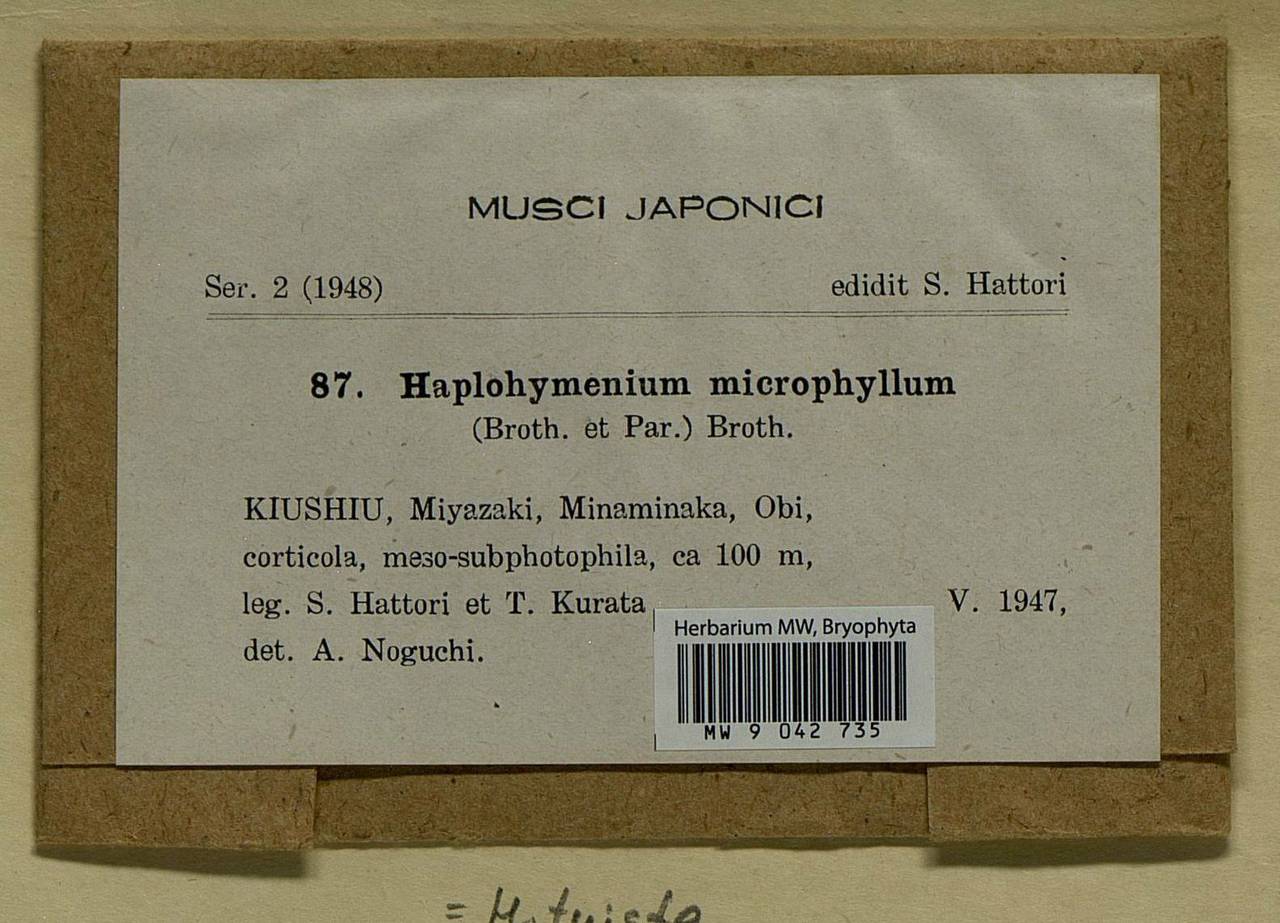 MUSCI JAPONICI
Ser. 2 (1948) edidit S. Hattori
87. Haplohymenium microphyllum
(Broth. et Par.) Broth.
KIUSHIU, Miyazaki, Minaminaka, Obi,
corticola, meso-subphotophila, ca 100 m,
leg. S. Hattori et T. Kurata V. 1947,
det. A. Noguchi.
Herbarium MW, Bryophyta
MW 9 042 735
= H.